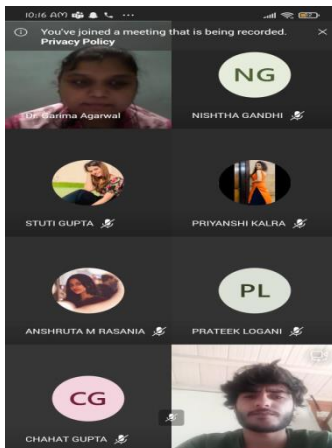 10:16 AM
You've joined a meeting that is being recorded.
Privacy Policy
Dr. Garima Agarwal
NG
NISHTHA GANDHI
STUTI GUPTA
PRIYANSHI KALRA
ANSHRUTA M RASANIA
PL
PRATEEK LOGANI
CG
CHAHAT GUPTA